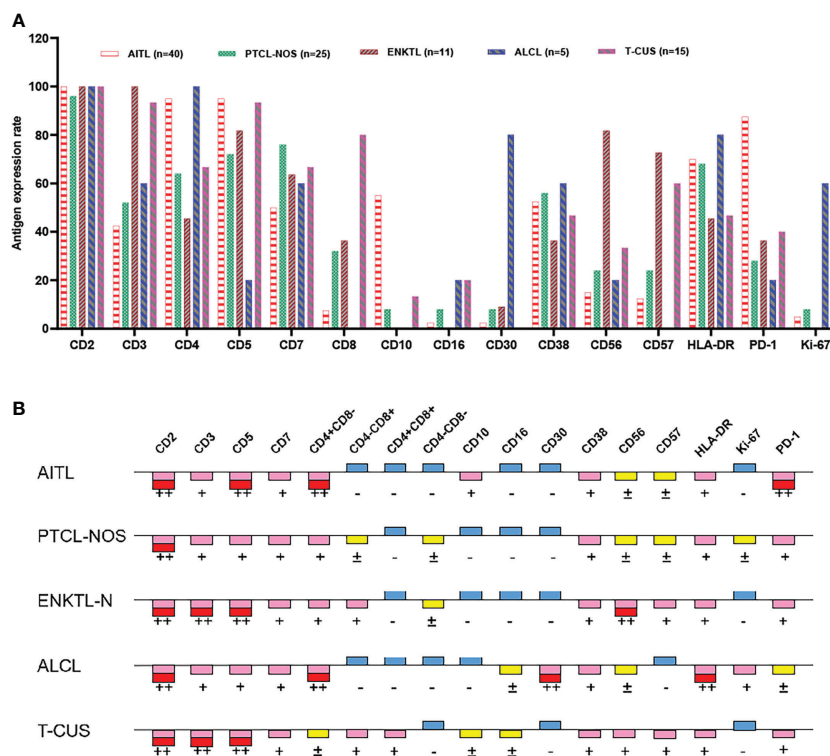 A
120
100
80
60
40
20
0
Antigen expression rate
AITL (n=40) PTCL-NOS (n=25) ENKTL (n=11) ALCL (n=5) T-CUS (n=15)
CD2 CD3 CD4 CD5 CD7 CD8 CD10 CD16 CD30 CD38 CD56 CD57 HLA-DR PD-1 Ki-67
B
CD2 CD3 CD5 CD7 CD4+CD8- CD4-CD8+ CD4+CD8+ CD4-CD8- CD10 CD16 CD30 CD38 CD56 CD57 HLA-DR Ki-67 PD-1
AITL
++ + ++ + ++ - - - + - - + ± ± + - ++
PTCL-NOS
++ + + + + ± - ± - - - + ± ± + ± +
ENKTL-N
++ ++ ++ + + + - ± - - - + ++ + + - +
ALCL
++ + + + ++ - - - - ± ++ + ± - ++ + ±
T-CUS
++ ++ ++ + ± + + - ± ± - + + + + - +